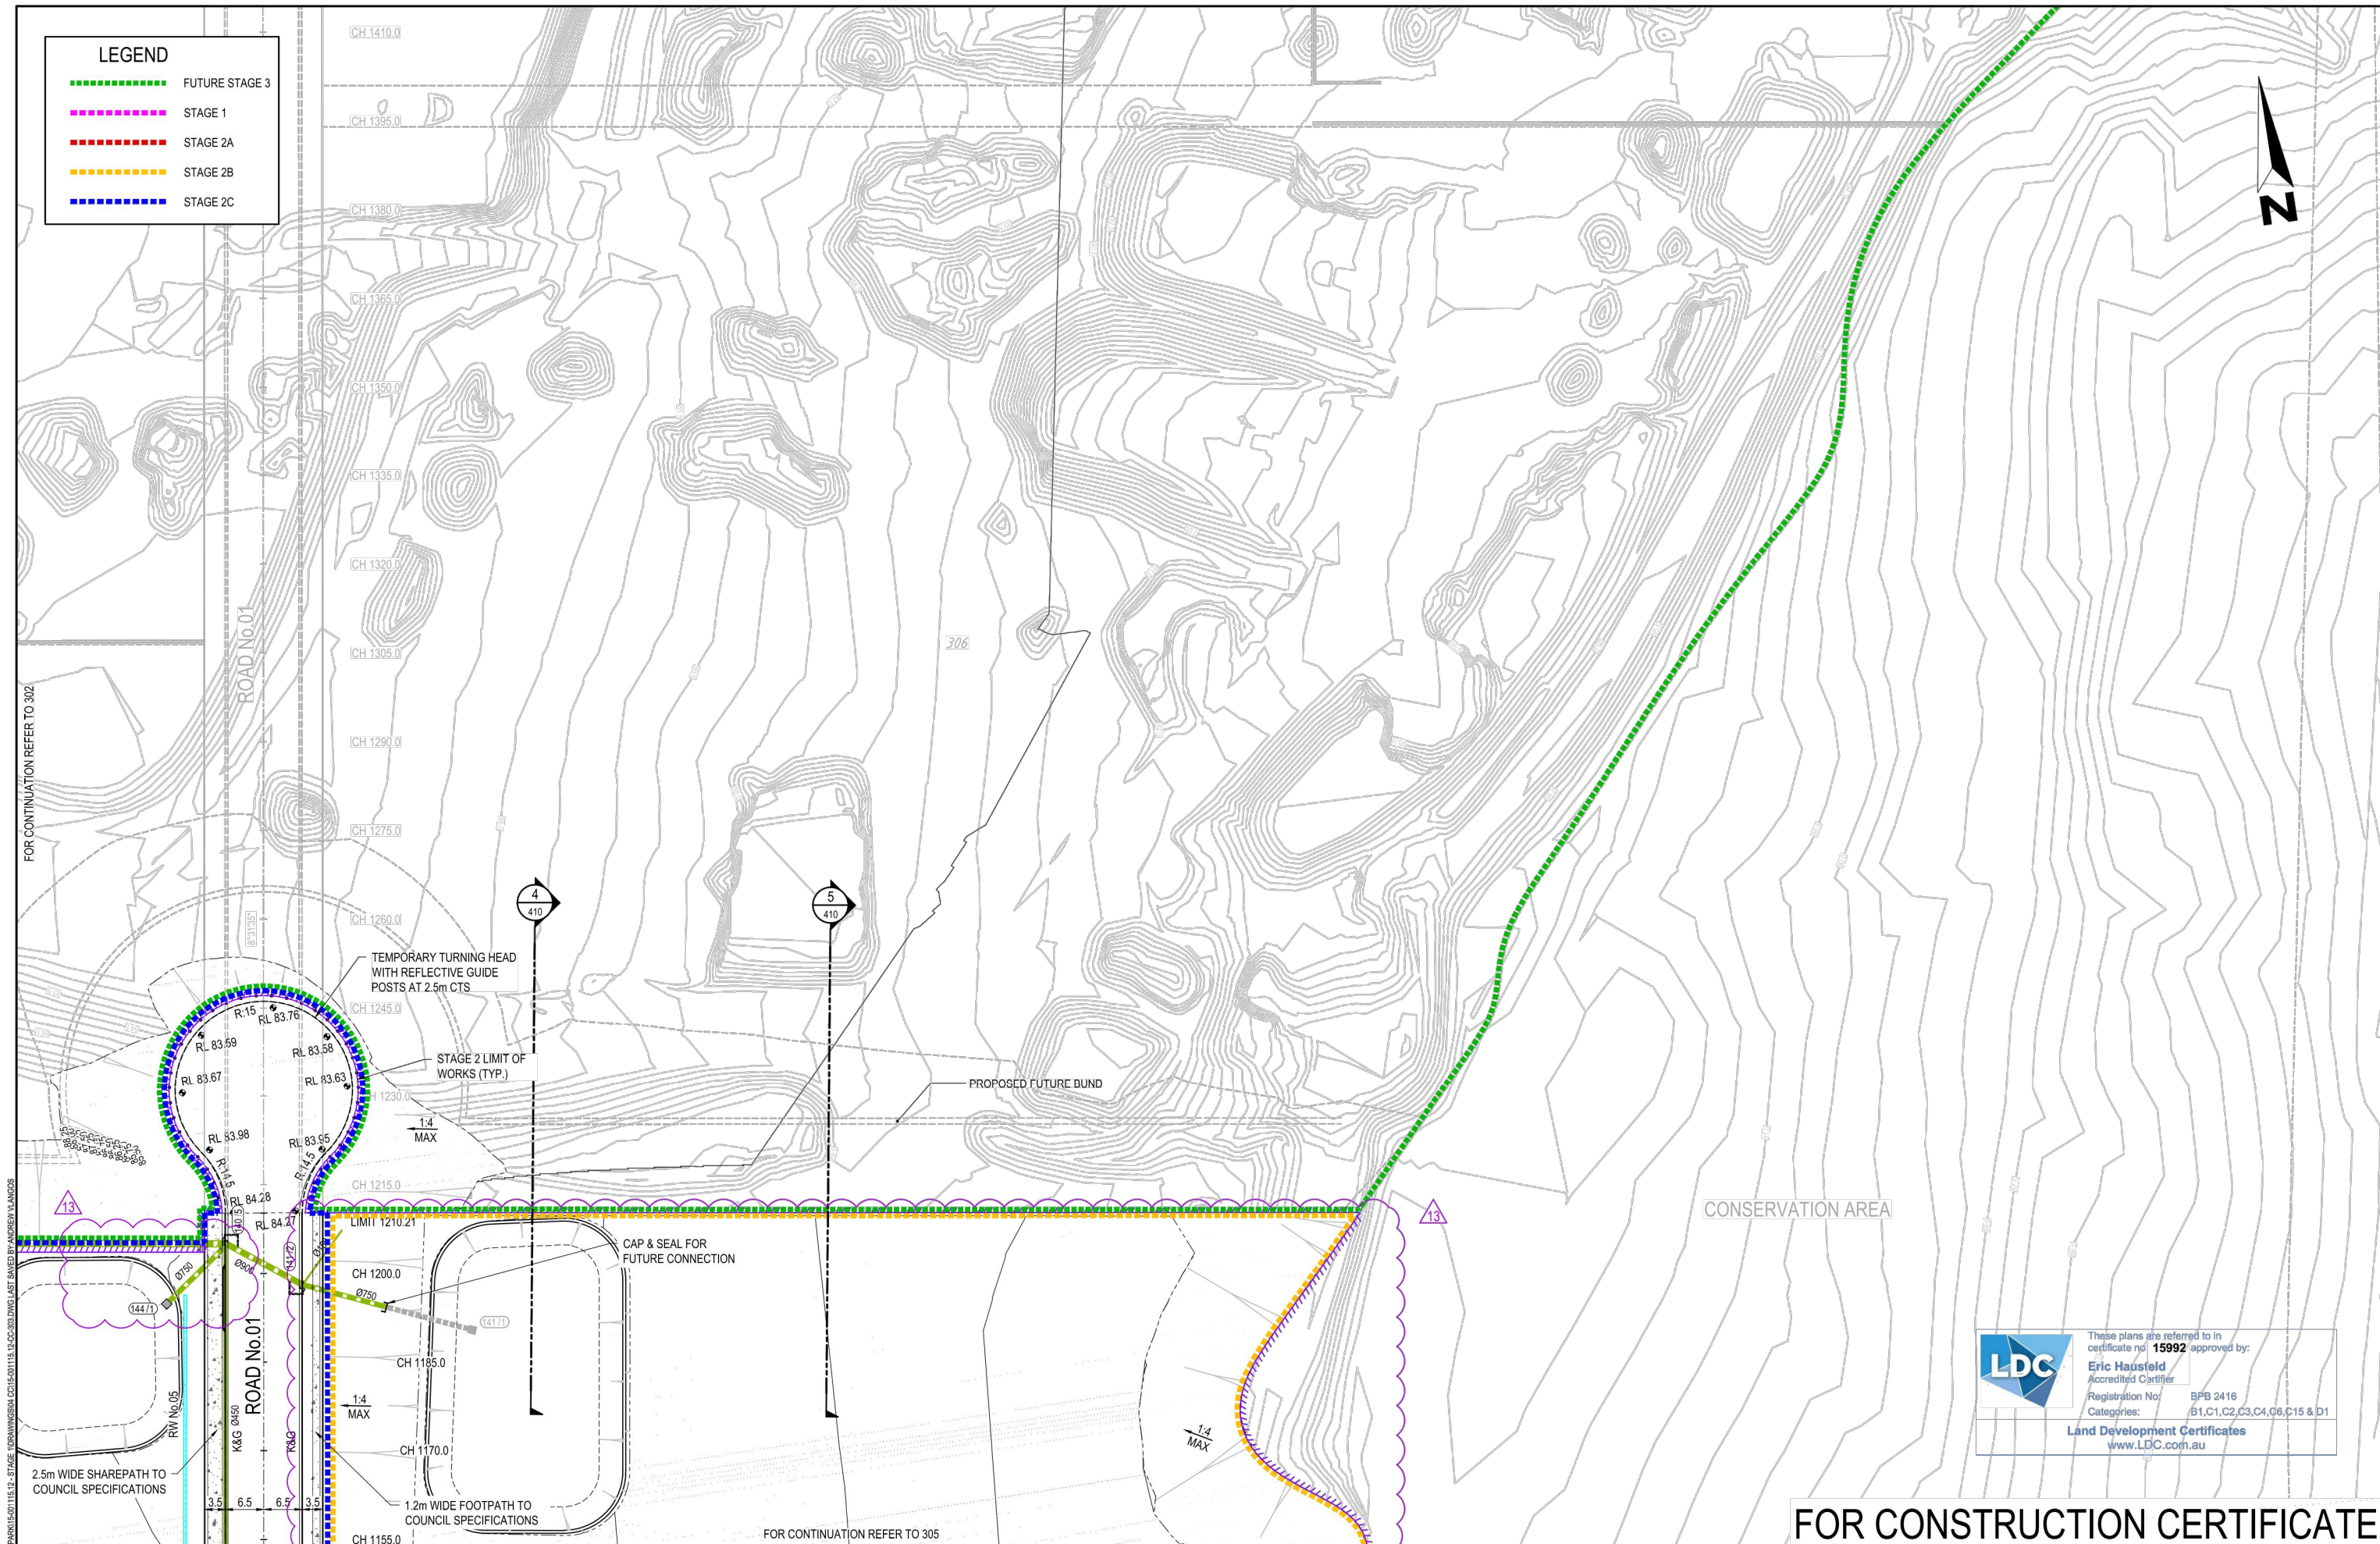 LEGEND
FUTURE STAGE 3
STAGE 1
STAGE 2A
STAGE 2B
STAGE 2C
CH 1410.0
CH 1395.0
CH 1380.0
CH 1365.0
CH 1350.0
CH 1335.0
CH 1320.0
CH 1305.0
CH 1290.0
CH 1275.0
CH 1260.0
CH 1245.0
H 1230.0
CH 1215.0
N
ROAD No.01
306
FOR CONTINUATION REFER TO 302
8°31'35"
4
410
5
410
TEMPORARY TURNING HEAD
WITH REFLECTIVE GUIDE
POSTS AT 2.5m CTS
R:15
RL 83.76
RL 83.59
RL 83.58
RL 83.67
RL 83.63
RL 83.98
RL 83.95
R:14.5
R:14.5
RL 84.28
RL 84.27
STAGE 2 LIMIT OF
WORKS (TYP.)
PROPOSED FUTURE BUND
1:4
MAX
13
13
LIMIT 1210.21
CAP & SEAL FOR
FUTURE CONNECTION
CH 1200.0
Ø750
Ø900
Ø750
144/1
141/2
141/1
CH 1185.0
1:4
MAX
1:4
MAX
CH 1170.0
CH 1155.0
ROAD No.01
RW No.05
K&G
Ø450
K&G
2.5m WIDE SHAREPATH TO
COUNCIL SPECIFICATIONS
3.5
6.5
6.5
3.5
1.2m WIDE FOOTPATH TO
COUNCIL SPECIFICATIONS
FOR CONTINUATION REFER TO 305
CONSERVATION AREA
LDC
These plans are referred to in
certificate no 15992 approved by:
Eric Hausfeld
Accredited Certifier
Registration No: BPB 2416
Categories: B1,C1,C2,C3,C4,C6,C15 & D1
Land Development Certificates
www.LDC.com.au
FOR CONSTRUCTION CERTIFICATE